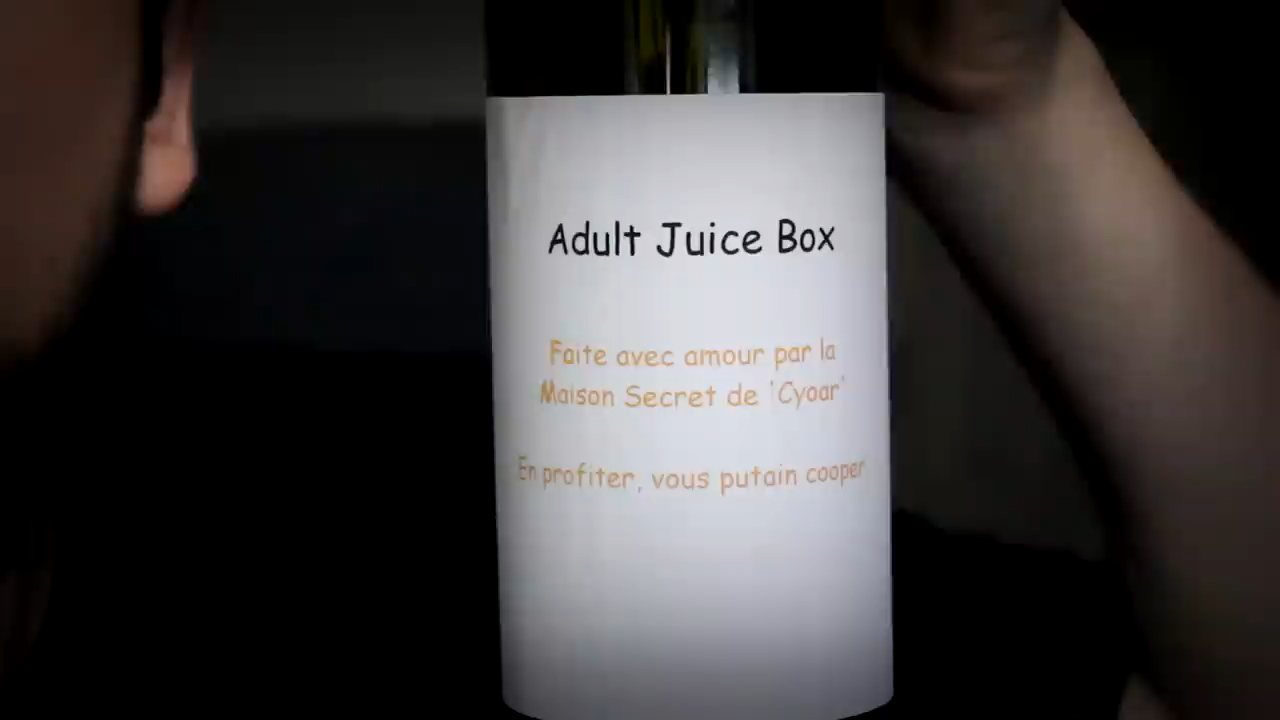 Adult Juice Box
Faite avec amour par la
Maison Secret de 'Cyoar'
En profiter, vous putain cooper